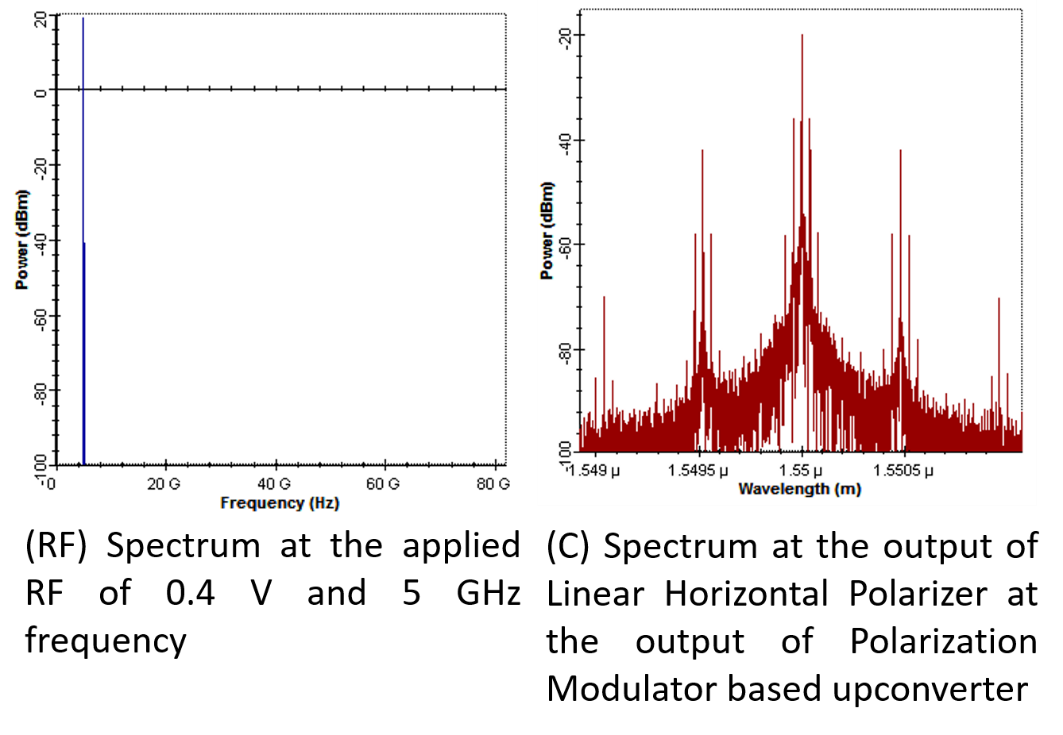 20
0
-20
-40
-60
-80
-100
0
20 G
40 G
60 G
80 G
Power (dBm)
Frequency (Hz)
-20
-40
-60
-80
-100
1.549 µ
1.5495 µ
1.55 µ
1.5505 µ
Power (dBm)
Wavelength (m)
(RF) Spectrum at the applied
RF of 0.4 V and 5 GHz
frequency
(C) Spectrum at the output of
Linear Horizontal Polarizer at
the output of Polarization
Modulator based upconverter